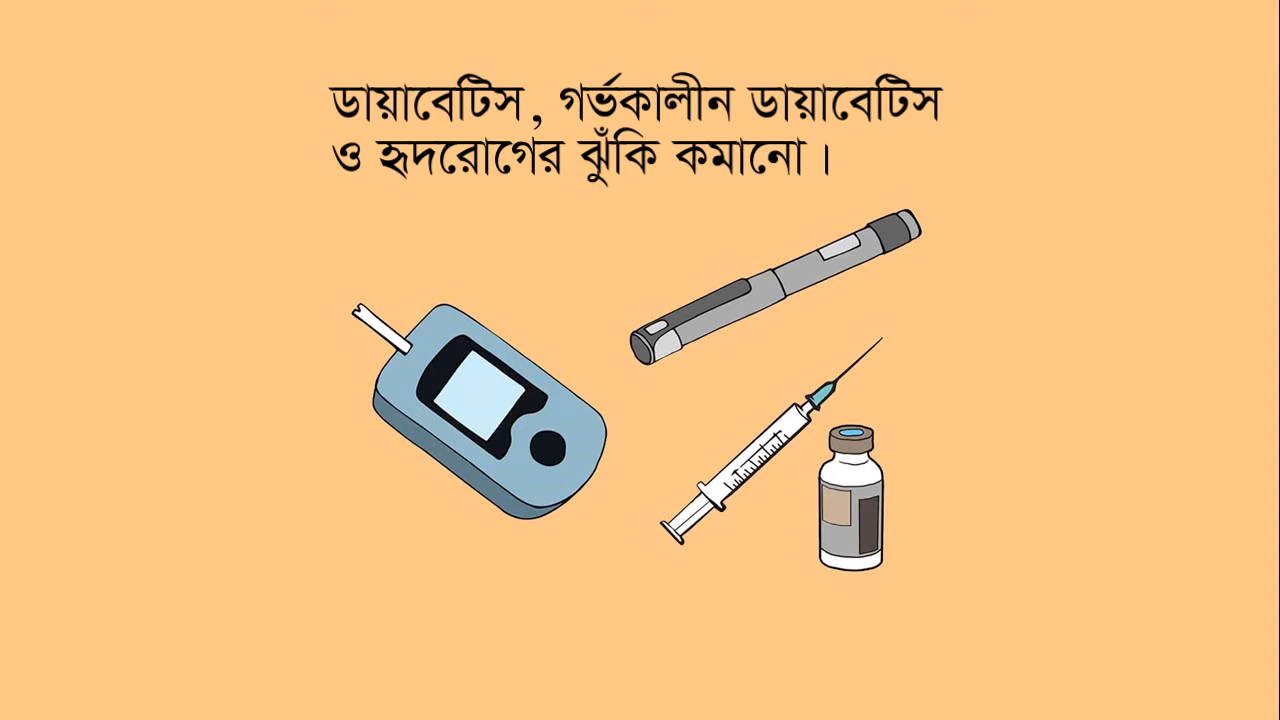 ডায়াবেটিস, গর্ভকালীন ডায়াবেটিস
ও হৃদরোগের ঝুঁকি কমানো।